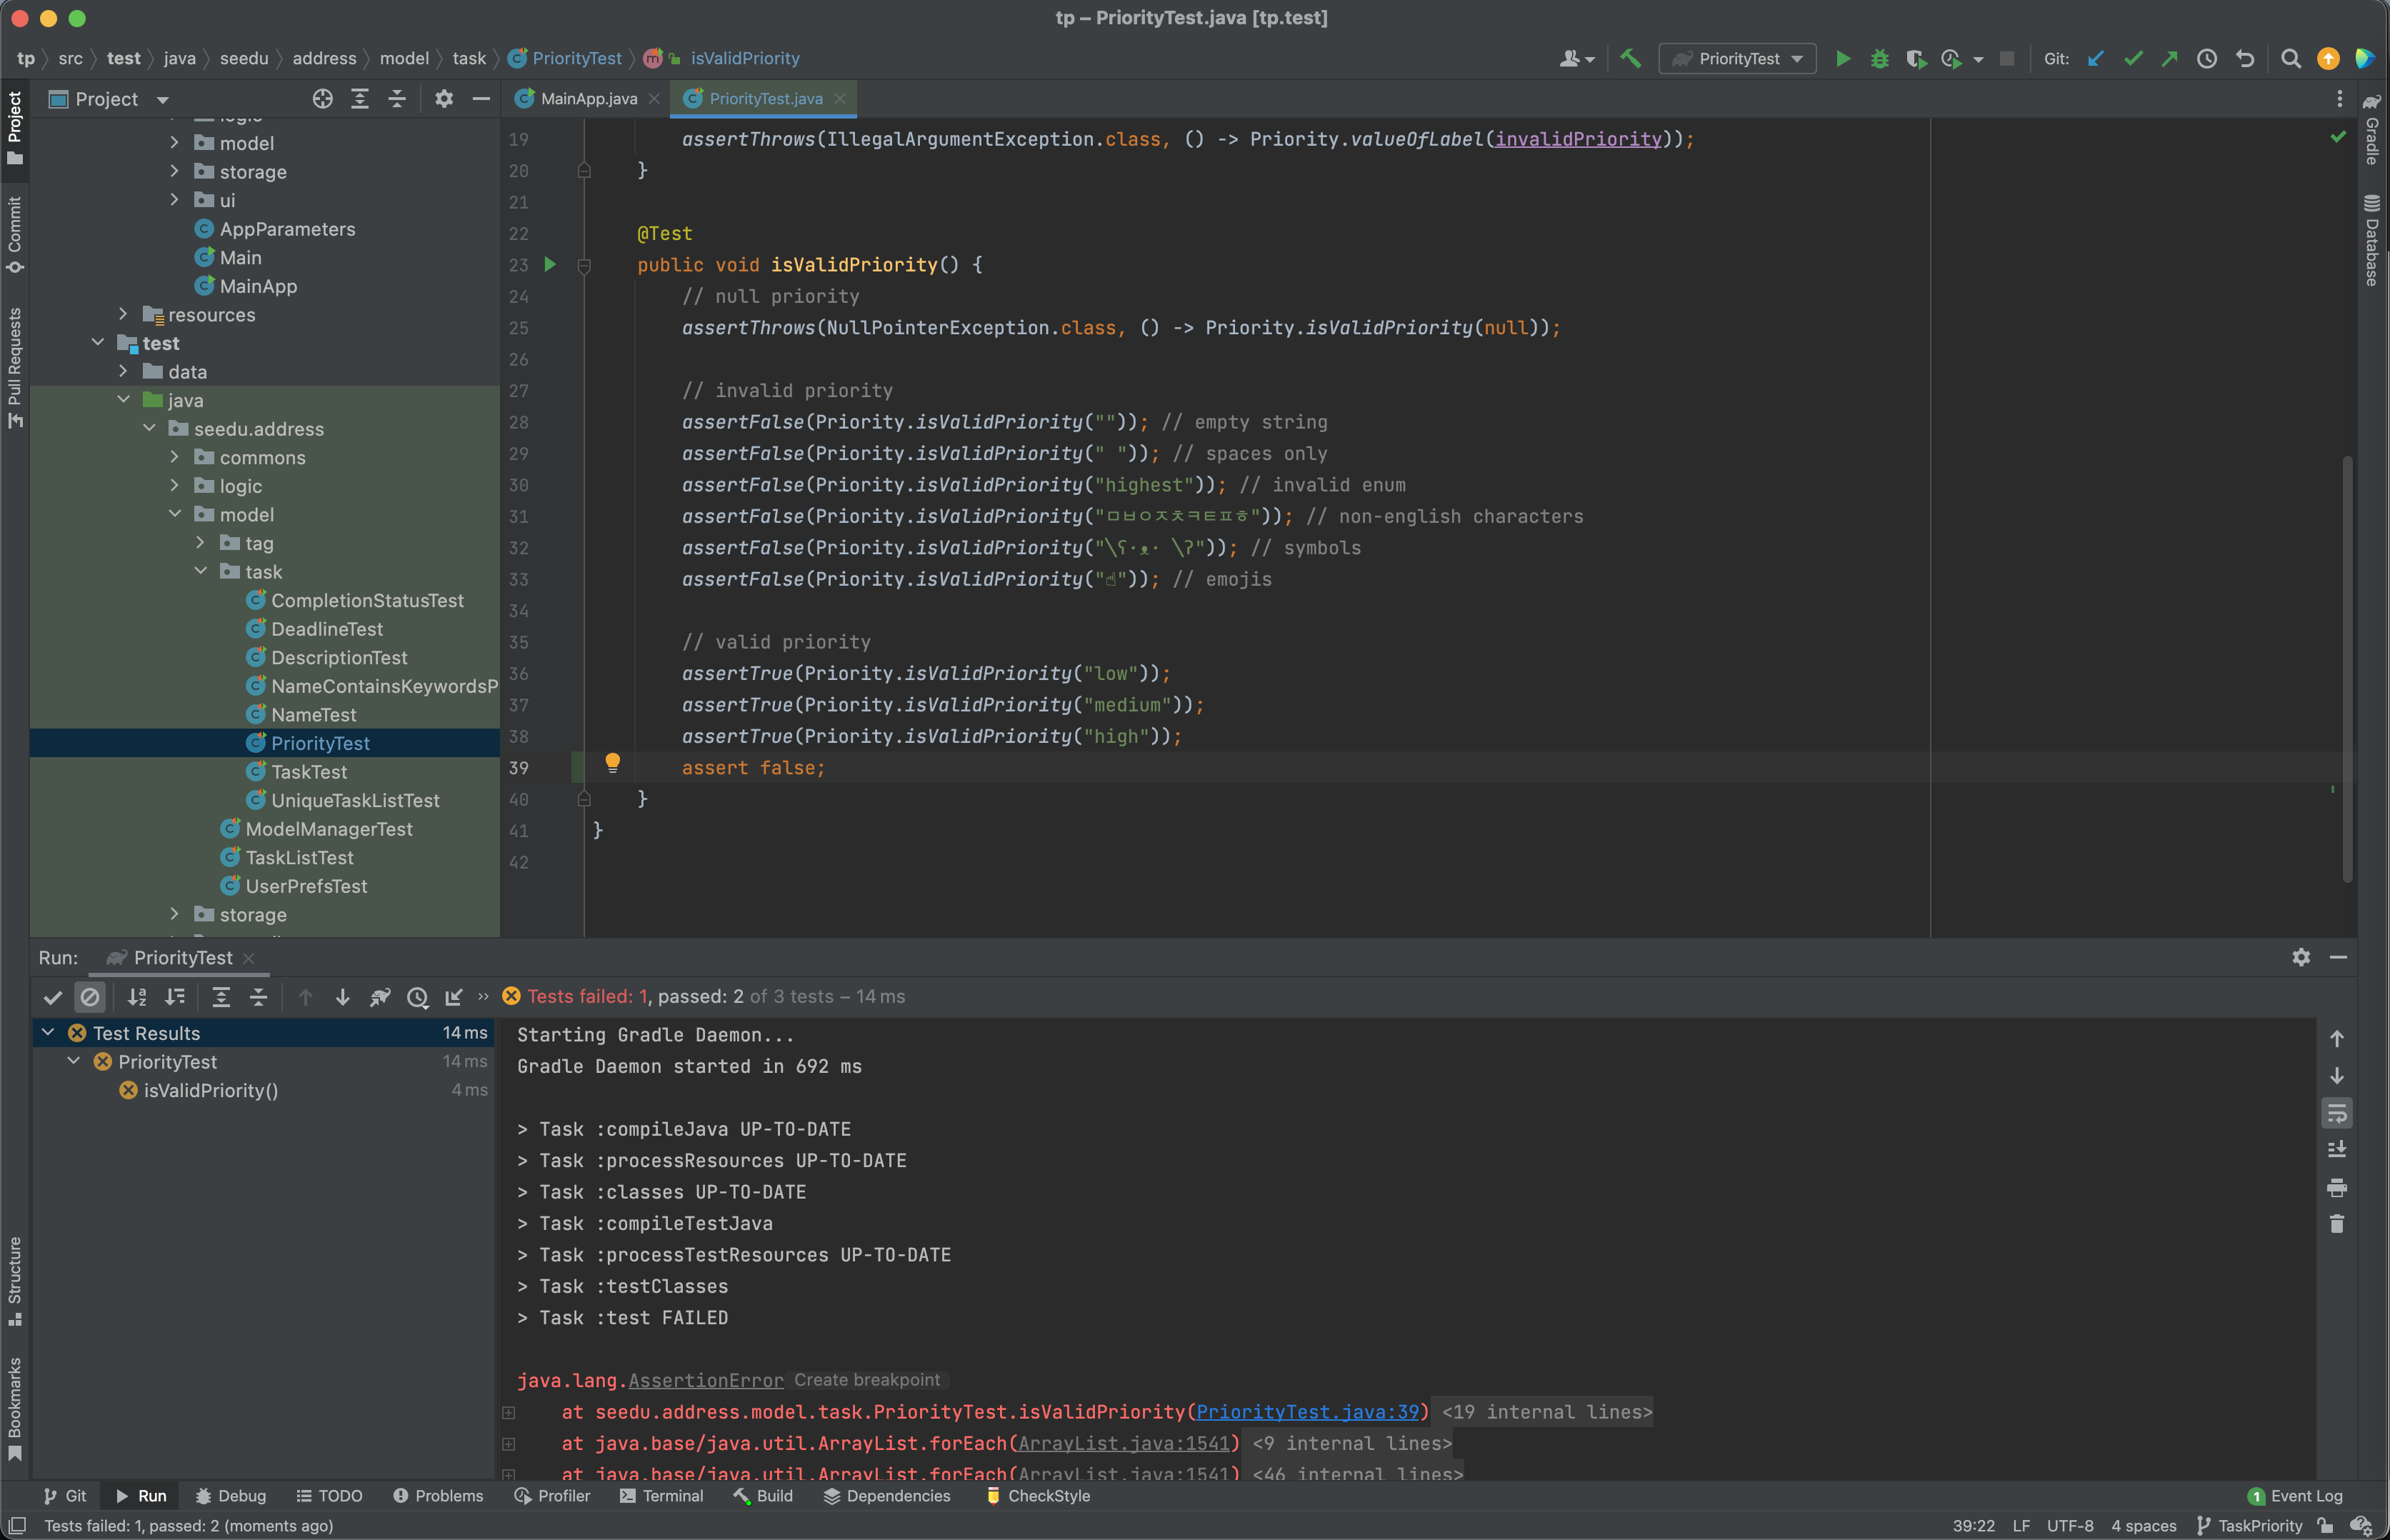 tp – PriorityTest.java [tp.test]
tp src test java seedu address model task PriorityTest m isValidPriority PriorityTest Git:
Project
MainApp.java PriorityTest.java
model
storage
ui
AppParameters
Main
MainApp
resources
test
data
java
seedu.address
commons
logic
model
tag
task
CompletionStatusTest
DeadlineTest
DescriptionTest
NameContainsKeywordsP
NameTest
PriorityTest
TaskTest
UniqueTaskListTest
ModelManagerTest
TaskListTest
UserPrefsTest
storage
Project
Commit
Pull Requests
Structure
Bookmarks
19 assertThrows(IllegalArgumentException.class, () -> Priority.valueOfLabel(invalidPriority));
20 }
21
22 @Test
23 public void isValidPriority() {
24 // null priority
25 assertThrows(NullPointerException.class, () -> Priority.isValidPriority(null));
26
27 // invalid priority
28 assertFalse(Priority.isValidPriority("")); // empty string
29 assertFalse(Priority.isValidPriority(" ")); // spaces only
30 assertFalse(Priority.isValidPriority("highest")); // invalid enum
31 assertFalse(Priority.isValidPriority("ㅁㅂㅇㅈㅊㅋㅌㅍㅎ")); // non-english characters
32 assertFalse(Priority.isValidPriority("\ʕ·ᴥ· \ʔ")); // symbols
33 assertFalse(Priority.isValidPriority("☝")); // emojis
34
35 // valid priority
36 assertTrue(Priority.isValidPriority("low"));
37 assertTrue(Priority.isValidPriority("medium"));
38 assertTrue(Priority.isValidPriority("high"));
39 assert false;
40 }
41 }
42
Gradle
Database
Run: PriorityTest
Tests failed: 1, passed: 2 of 3 tests – 14 ms
Test Results 14 ms
PriorityTest 14 ms
isValidPriority() 4 ms
Starting Gradle Daemon...
Gradle Daemon started in 692 ms
> Task :compileJava UP-TO-DATE
> Task :processResources UP-TO-DATE
> Task :classes UP-TO-DATE
> Task :compileTestJava
> Task :processTestResources UP-TO-DATE
> Task :testClasses
> Task :test FAILED
java.lang.AssertionError Create breakpoint
at seedu.address.model.task.PriorityTest.isValidPriority(PriorityTest.java:39) <19 internal lines>
at java.base/java.util.ArrayList.forEach(ArrayList.java:1541) <9 internal lines>
at java.base/java.util.ArrayList.forEach(ArrayList.java:1541) <46 internal lines>
Git Run Debug TODO Problems Profiler Terminal Build Dependencies CheckStyle 1 Event Log
Tests failed: 1, passed: 2 (moments ago) 39:22 LF UTF-8 4 spaces TaskPriority